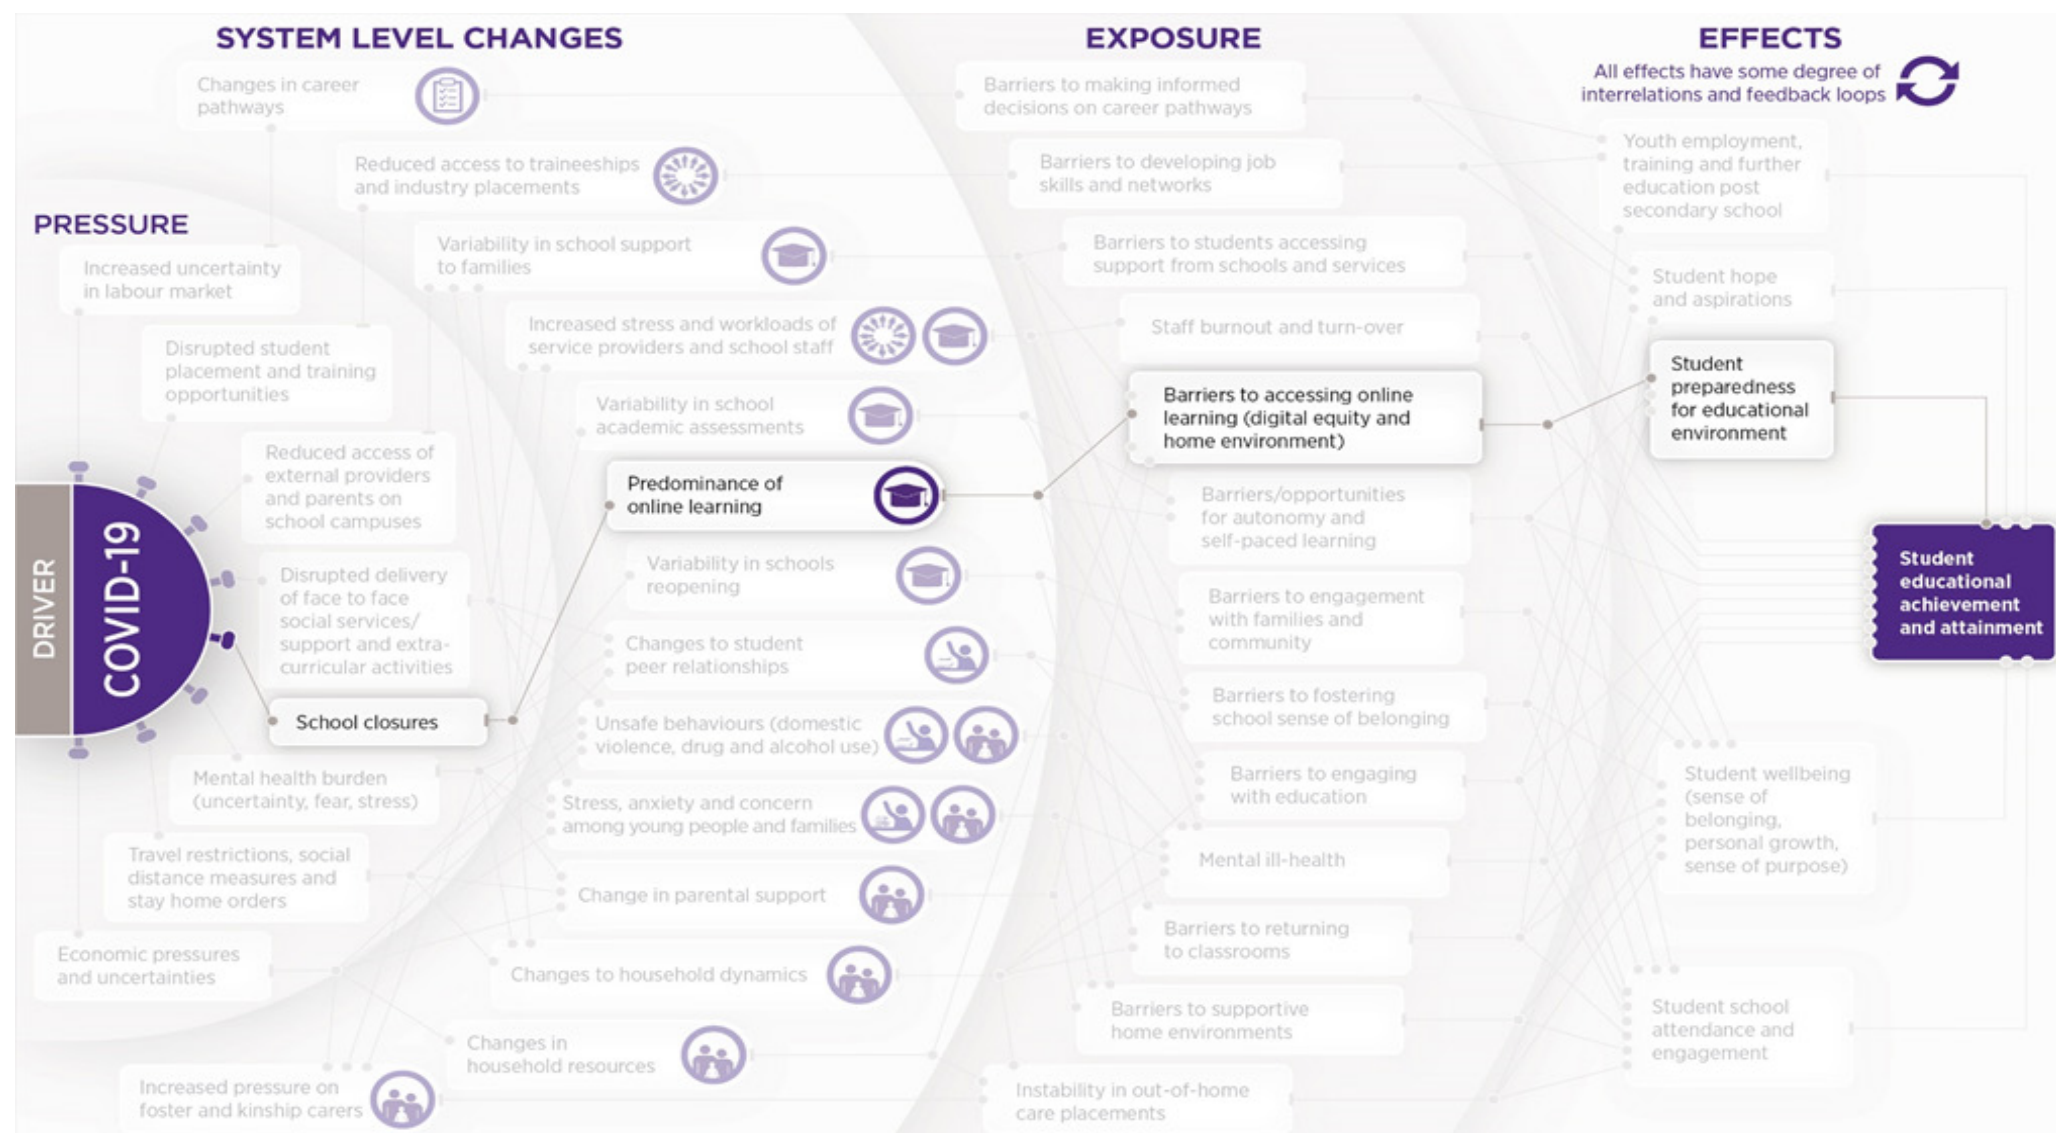 SYSTEM LEVEL CHANGES
EXPOSURE
EFFECTS
All effects have some degree of
interrelations and feedback loops
PRESSURE
DRIVER
COVID-19
Increased uncertainty
in labour market
Disrupted student
placement and training
opportunities
Reduced access of
external providers
and parents on
school campuses
Disrupted delivery
of face to face
social services/
support and extra-
curricular activities
School closures
Mental health burden
(uncertainty, fear, stress)
Travel restrictions, social
distance measures and
stay home orders
Economic pressures
and uncertainties
Changes in career
pathways
Reduced access to traineeships
and industry placements
Variability in school support
to families
Increased stress and workloads of
service providers and school staff
Variability in school
academic assessments
Predominance of
online learning
Variability in schools
reopening
Changes to student
peer relationships
Unsafe behaviours (domestic
violence, drug and alcohol use)
Stress, anxiety and concern
among young people and families
Change in parental support
Changes to household dynamics
Changes in
household resources
Increased pressure on
foster and kinship carers
Barriers to making informed
decisions on career pathways
Barriers to developing job
skills and networks
Barriers to students accessing
support from schools and services
Staff burnout and turn-over
Barriers to accessing online
learning (digital equity and
home environment)
Barriers/opportunities
for autonomy and
self-paced learning
Barriers to engagement
with families and
community
Barriers to fostering
school sense of belonging
Barriers to engaging
with education
Mental ill-health
Barriers to returning
to classrooms
Barriers to supportive
home environments
Instability in out-of-home
care placements
Youth employment,
training and further
education post
secondary school
Student hope
and aspirations
Student
preparedness
for educational
environment
Student
educational
achievement
and attainment
Student wellbeing
(sense of
belonging,
personal growth,
sense of purpose)
Student school
attendance and
engagement